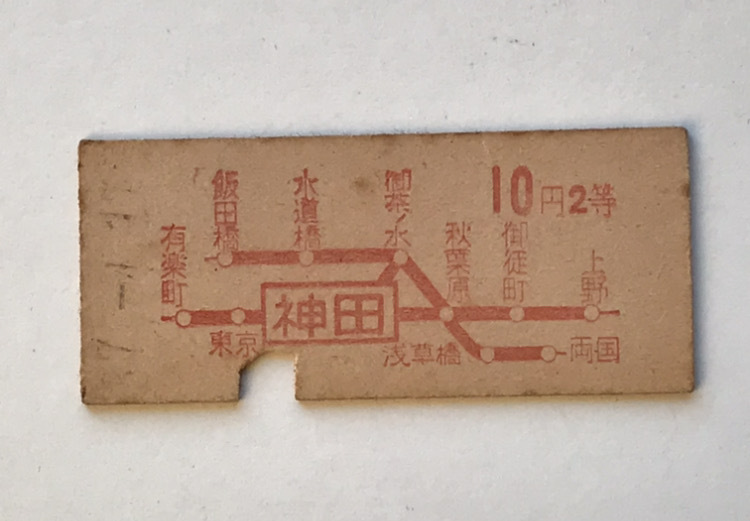 10円2等
飯田橋
水道橋
御茶ノ水
有楽町
秋葉原
御徒町
上野
神田
東京
浅草橋
両国